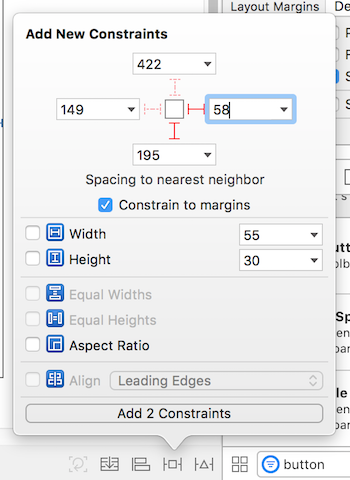 Layout Margins De
Add New Constraints
422
149
58
195
Spacing to nearest neighbor
Constrain to margins
Width 55
Height 30
Equal Widths
Equal Heights
Aspect Ratio
Align Leading Edges
Add 2 Constraints
button